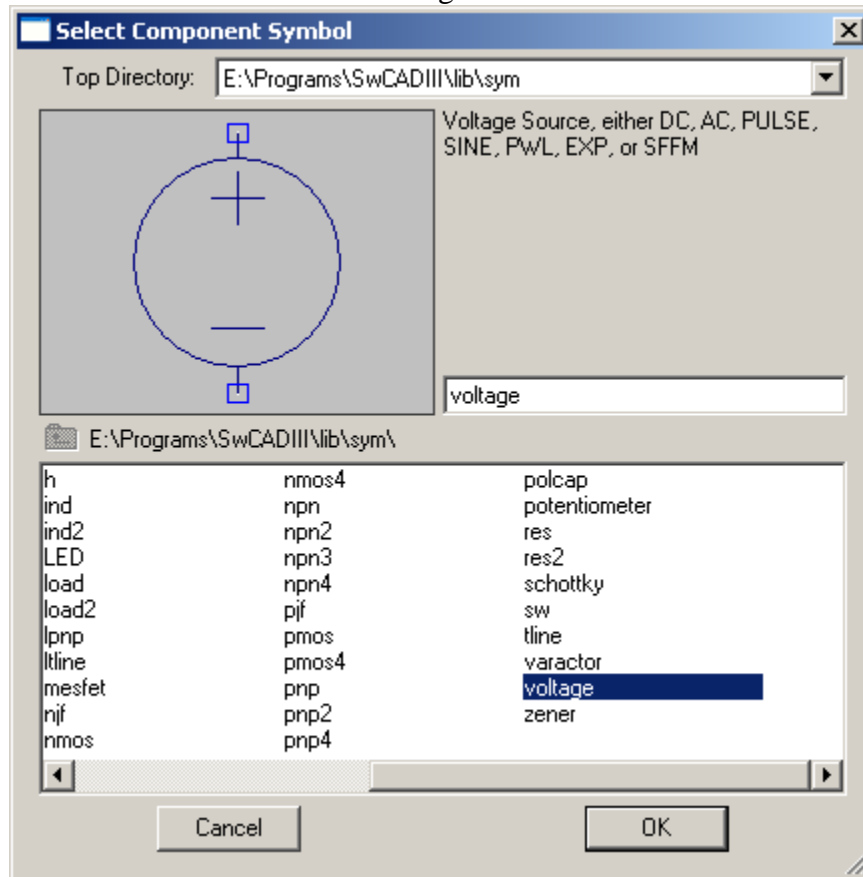 Select Component Symbol
Top Directory: E:\Programs\SwCADIII\lib\sym
Voltage Source, either DC, AC, PULSE,
SINE, PWL, EXP, or SFFM
voltage
E:\Programs\SwCADIII\lib\sym\
h nmos4 polcap
ind npn potentiometer
ind2 npn2 res
LED npn3 res2
load npn4 schottky
load2 pjf sw
lpnp pmos tline
ltline pmos4 varactor
mesfet pnp voltage
njf pnp2 zener
nmos pnp4
Cancel OK